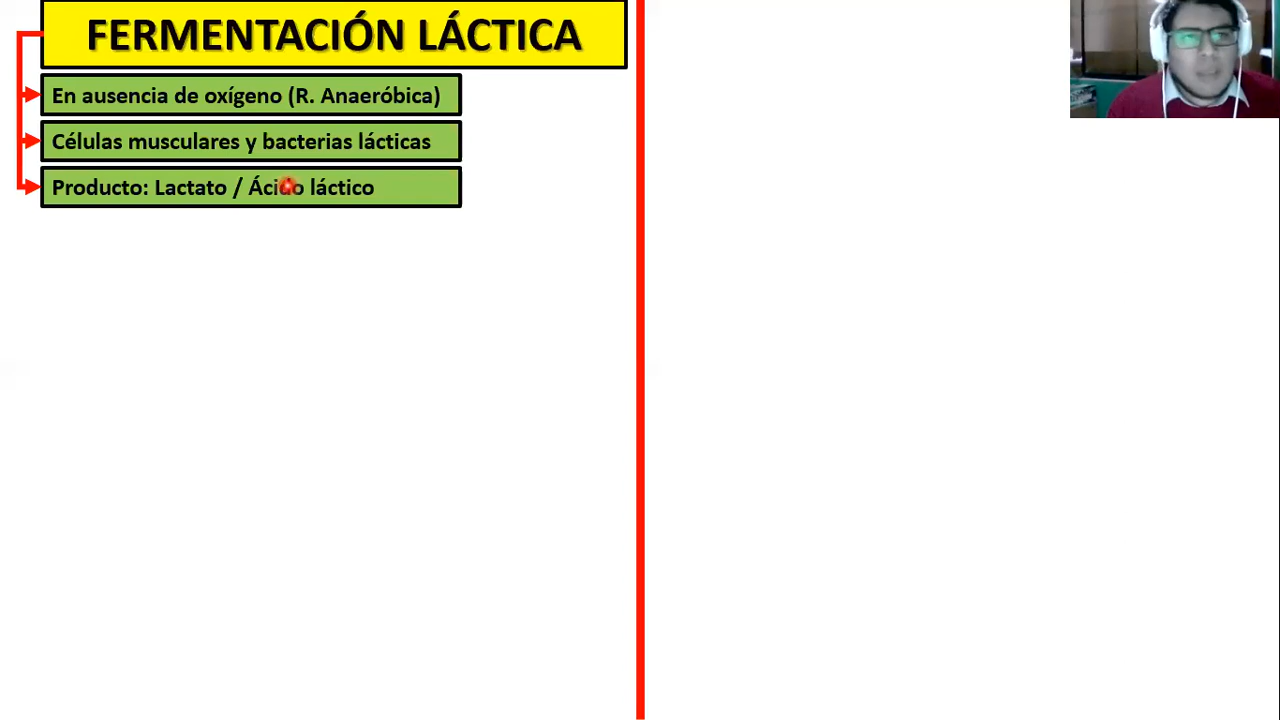 FERMENTACIÓN LÁCTICA
En ausencia de oxígeno (R. Anaeróbica)
Células musculares y bacterias lácticas
Producto: Lactato / Ácido láctico